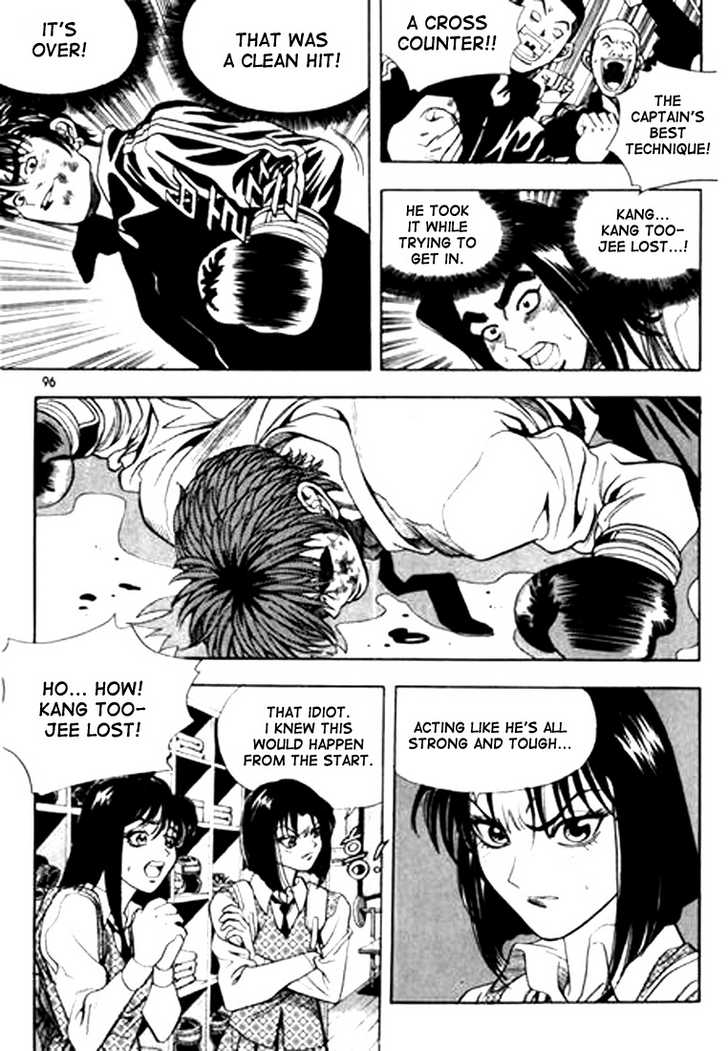 IT'S
OVER!
THAT WAS
A CLEAN HIT!
A CROSS
COUNTER!!
THE
CAPTAIN'S
BEST
TECHNIQUE!
HE TOOK
IT WHILE
TRYING TO
GET IN.
KANG...
KANG TOO-
JEE LOST...!
96
HO... HOW!
KANG TOO-
JEE LOST!
THAT IDIOT.
I KNEW THIS
WOULD HAPPEN
FROM THE START.
ACTING LIKE HE'S ALL
STRONG AND TOUGH...